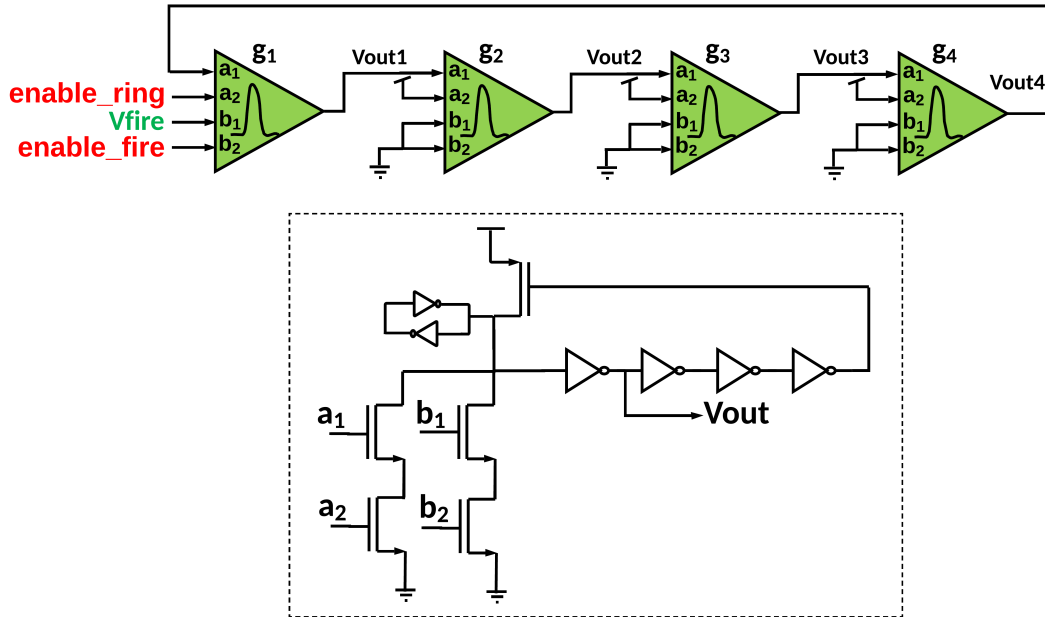 g₁ Vout1 g₂ Vout2 g₃ Vout3 g₄ Vout4
a₁ a₁ a₁ a₁
enable_ring a₂ a₂ a₂ a₂
Vfire b₁ b₁ b₁ b₁
enable_fire b₂ b₂ b₂ b₂
a₁ b₁ Vout
a₂ b₂